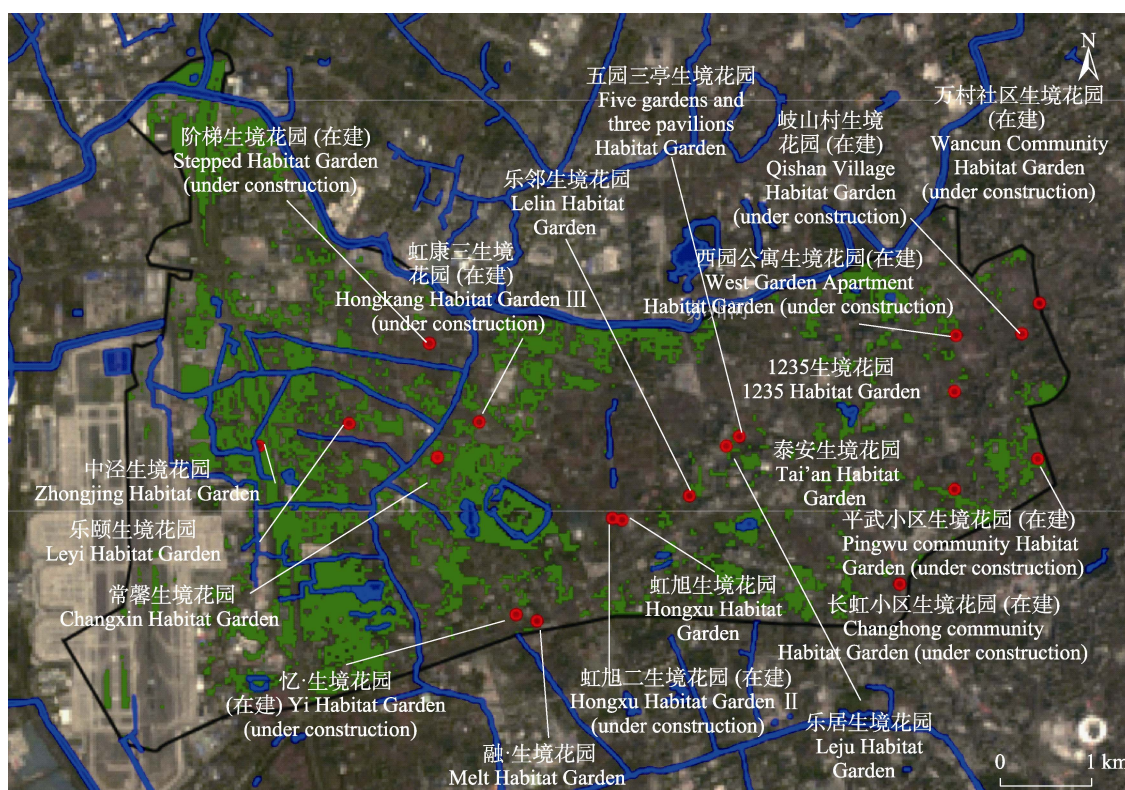 N
五园三亭生境花园
Five gardens and
three pavilions
Habitat Garden
万村社区生境花园
(在建)
Wancun Community
Habitat Garden
(under construction)
岐山村生境
花园 (在建)
Qishan Village
Habitat Garden
(under construction)
阶梯生境花园 (在建)
Stepped Habitat Garden
(under construction)
乐邻生境花园
Lelin Habitat
Garden
虹康三生境
花园 (在建)
Hongkang Habitat Garden III
(under construction)
西园公寓生境花园(在建)
West Garden Apartment
Habitat Garden (under construction)
1235生境花园
1235 Habitat Garden
泰安生境花园
Tai'an Habitat
Garden
中泾生境花园
Zhongjing Habitat Garden
乐颐生境花园
Leyi Habitat Garden
平武小区生境花园 (在建)
Pingwu community Habitat
Garden (under construction)
常馨生境花园
Changxin Habitat Garden
虹旭生境花园
Hongxu Habitat
Garden
长虹小区生境花园 (在建)
Changhong community
Habitat Garden (under construction)
忆·生境花园
(在建) Yi Habitat Garden
(under construction)
虹旭二生境花园 (在建)
Hongxu Habitat Garden II
(under construction)
乐居生境花园
Leju Habitat
Garden
融·生境花园
Melt Habitat Garden
0 1 km